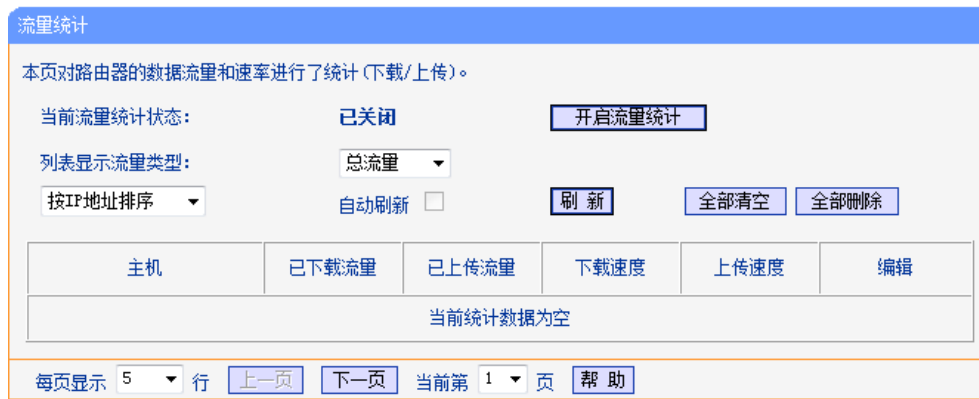 流量统计
本页对路由器的数据流量和速率进行了统计(下载/上传)。
当前流量统计状态: 已关闭 开启流量统计
列表显示流量类型: 总流量
按IP地址排序 自动刷新 刷 新 全部清空 全部删除
主机 已下载流量 已上传流量 下载速度 上传速度 编辑
当前统计数据为空
每页显示 5 行 上一页 下一页 当前第 1 页 帮 助